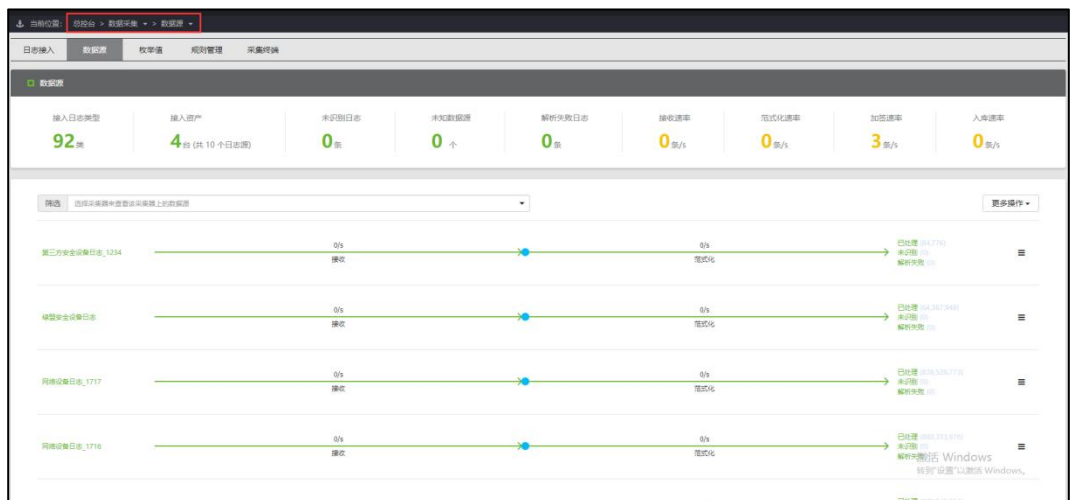 当前位置: 总控台 > 数据采集 > 数据源
日志接入 数据源 枚举值 规则管理 采集终端
数据源
接入日志类型 接入资产 未识别日志 未知数据源 解析失败日志 接收速率 范式化速率 加签速率 入库速率
92类 4台 (共 10 个日志源) 0条 0 个 0条 0条/s 0条/s 3条/s 0条/s
筛选 选择采集器来查看该采集器上的数据源 更多操作
第三方安全设备日志_1234 0/s 接收 0/s 范式化
已处理 (64,776)
未识别 (0)
解析失败 (0)
绿盟安全设备日志 0/s 接收 0/s 范式化
已处理
未识别 (0)
解析失败 (0)
网络设备日志_1717 0/s 接收 0/s 范式化
已处理
未识别 (0)
解析失败 (0)
网络设备日志_1716 0/s 接收 0/s 范式化
已处理
未识别 (0)
解析失败
激活 Windows
转到"设置"以激活 Windows。